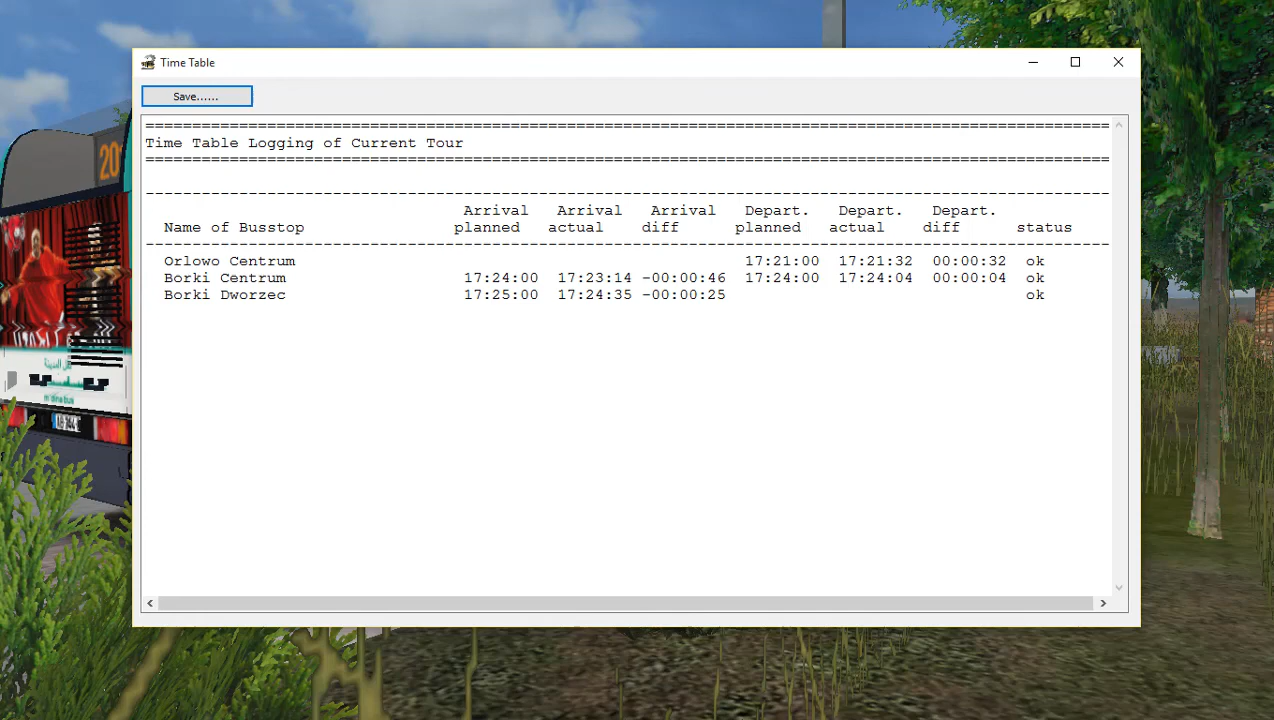 Time Table
Save......
================================================================================
Time Table Logging of Current Tour
================================================================================
--------------------------------------------------------------------------------
Arrival Arrival Arrival Depart. Depart. Depart.
Name of Busstop planned actual diff planned actual diff status
--------------------------------------------------------------------------------
Orlowo Centrum 17:21:00 17:21:32 00:00:32 ok
Borki Centrum 17:24:00 17:23:14 -00:00:46 17:24:00 17:24:04 00:00:04 ok
Borki Dworzec 17:25:00 17:24:35 -00:00:25 ok
20